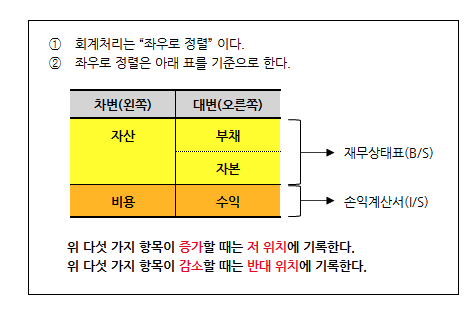 ① 회계처리는 “좌우로 정렬” 이다.
② 좌우로 정렬은 아래 표를 기준으로 한다.
차변(왼쪽) 대변(오른쪽)
자산 부채
자본
재무상태표(B/S)
비용 수익
손익계산서(I/S)
위 다섯 가지 항목이 증가할 때는 저 위치에 기록한다.
위 다섯 가지 항목이 감소할 때는 반대 위치에 기록한다.